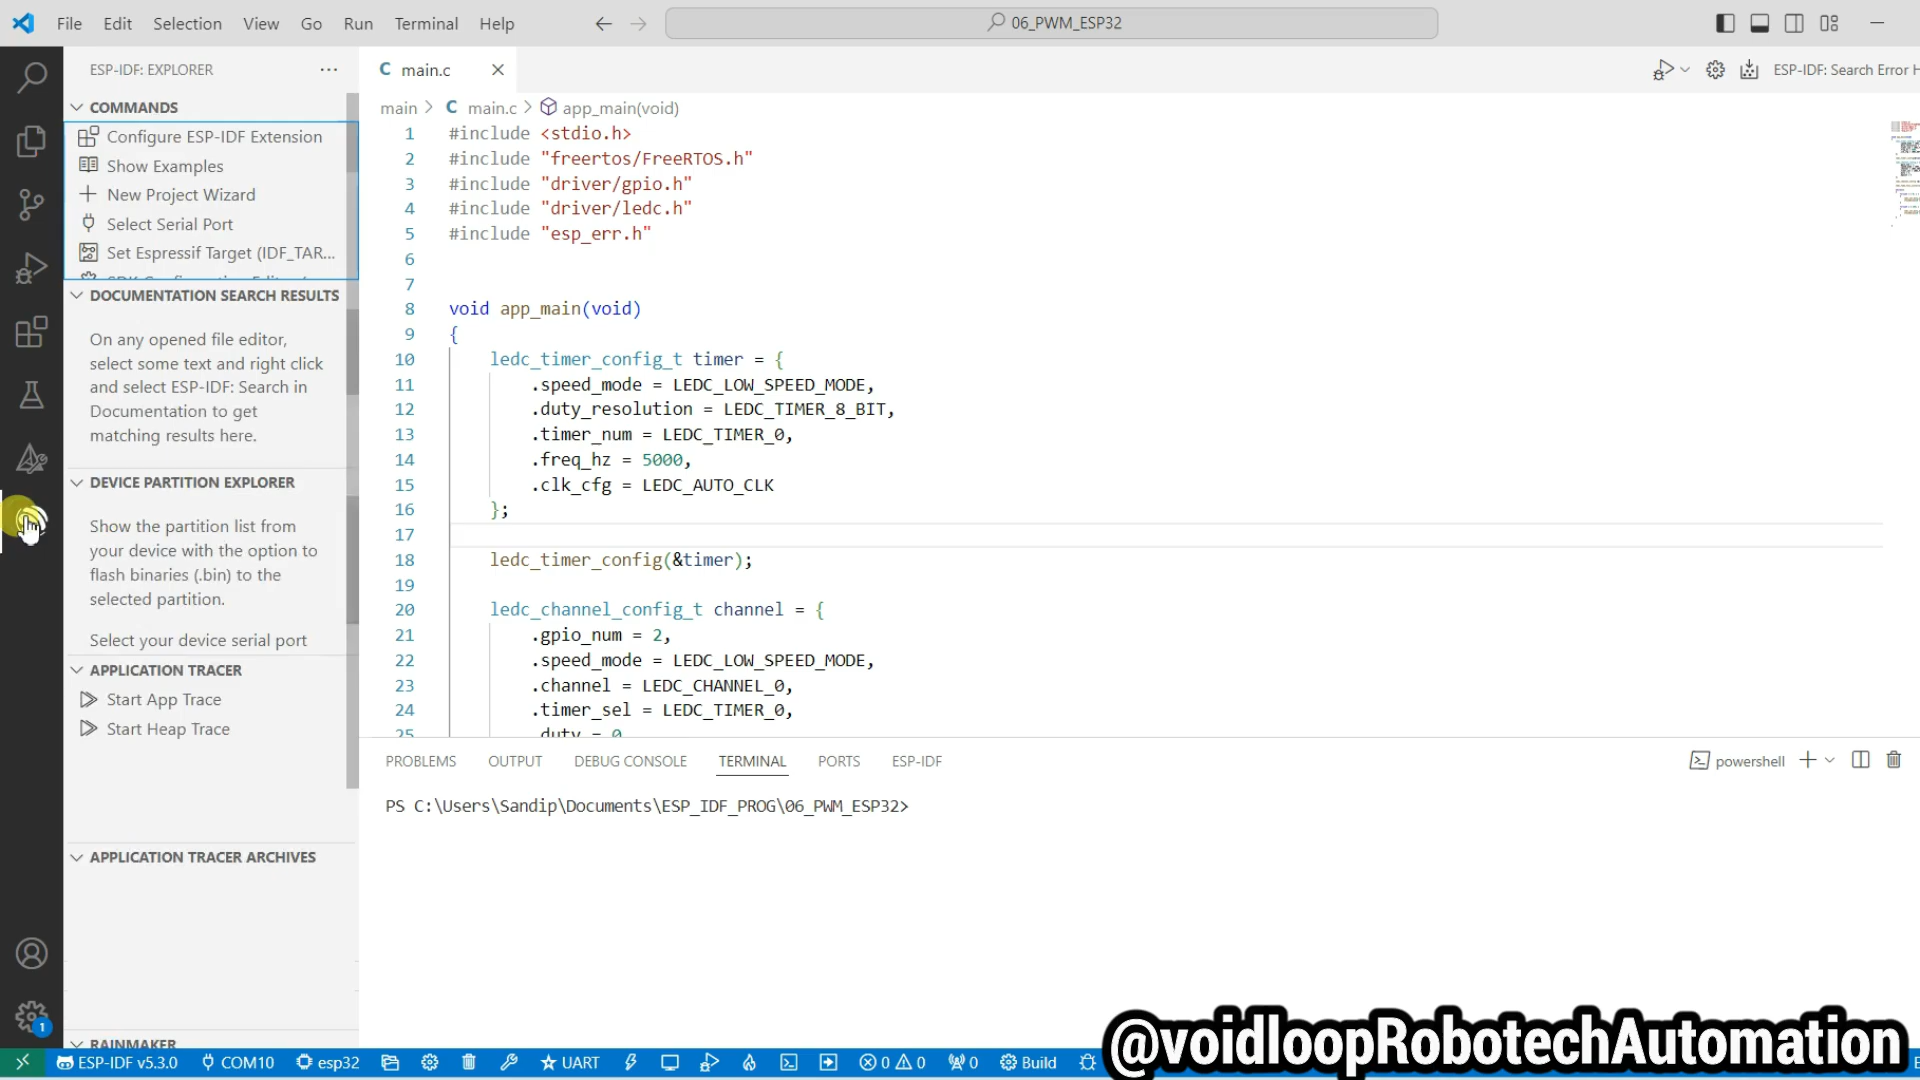 File Edit Selection View Go Run Terminal Help
06_PWM_ESP32
ESP-IDF: EXPLORER
COMMANDS
Configure ESP-IDF Extension
Show Examples
New Project Wizard
Select Serial Port
Set Espressif Target (IDF_TAR...
DOCUMENTATION SEARCH RESULTS
On any opened file editor,
select some text and right click
and select ESP-IDF: Search in
Documentation to get
matching results here.
DEVICE PARTITION EXPLORER
Show the partition list from
your device with the option to
flash binaries (.bin) to the
selected partition.
Select your device serial port
APPLICATION TRACER
Start App Trace
Start Heap Trace
APPLICATION TRACER ARCHIVES
RAINMAKER
1
C main.c
ESP-IDF: Search Error H
main > C main.c > app_main(void)
1 #include <stdio.h>
2 #include "freertos/FreeRTOS.h"
3 #include "driver/gpio.h"
4 #include "driver/ledc.h"
5 #include "esp_err.h"
6
7
8 void app_main(void)
9 {
10 ledc_timer_config_t timer = {
11 .speed_mode = LEDC_LOW_SPEED_MODE,
12 .duty_resolution = LEDC_TIMER_8_BIT,
13 .timer_num = LEDC_TIMER_0,
14 .freq_hz = 5000,
15 .clk_cfg = LEDC_AUTO_CLK
16 };
17
18 ledc_timer_config(&timer);
19
20 ledc_channel_config_t channel = {
21 .gpio_num = 2,
22 .speed_mode = LEDC_LOW_SPEED_MODE,
23 .channel = LEDC_CHANNEL_0,
24 .timer_sel = LEDC_TIMER_0,
25 .duty = 0
PROBLEMS OUTPUT DEBUG CONSOLE TERMINAL PORTS ESP-IDF
powershell
PS C:\Users\Sandip\Documents\ESP_IDF_PROG\06_PWM_ESP32>
@voidloopRobotechAutomation
ESP-IDF v5.3.0 COM10 esp32 UART 0 0 0 Build